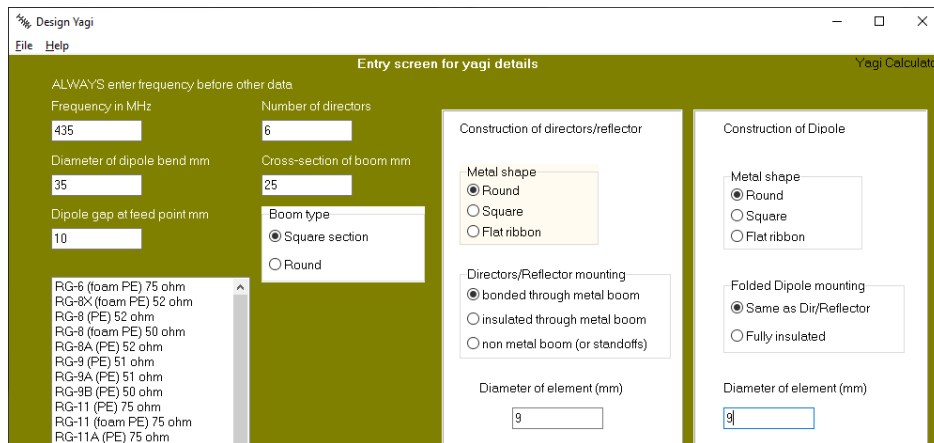 Design Yagi
File Help
Entry screen for yagi details
Yagi Calculato
ALWAYS enter frequency before other data
Frequency in MHz
435
Number of directors
6
Diameter of dipole bend mm
35
Cross-section of boom mm
25
Dipole gap at feed point mm
10
Boom type
Square section
Round
RG-6 (foam PE) 75 ohm
RG-8X (foam PE) 52 ohm
RG-8 (PE) 52 ohm
RG-8 (foam PE) 50 ohm
RG-8A (PE) 52 ohm
RG-9 (PE) 51 ohm
RG-9A (PE) 51 ohm
RG-9B (PE) 50 ohm
RG-11 (PE) 75 ohm
RG-11 (foam PE) 75 ohm
RG-11A (PE) 75 ohm
Construction of directors/reflector
Metal shape
Round
Square
Flat ribbon
Directors/Reflector mounting
bonded through metal boom
insulated through metal boom
non metal boom (or standoffs)
Diameter of element (mm)
9
Construction of Dipole
Metal shape
Round
Square
Flat ribbon
Folded Dipole mounting
Same as Dir/Reflector
Fully insulated
Diameter of element (mm)
9